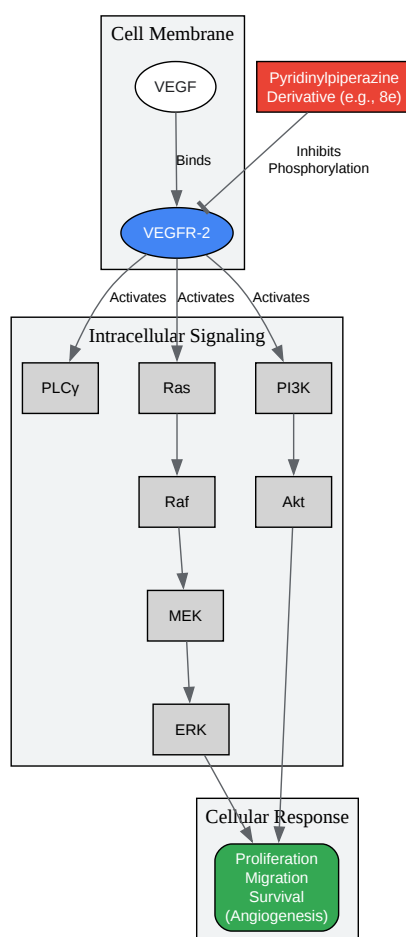 Cell Membrane
VEGF
Pyridinylpiperazine
Derivative (e.g., 8e)
Binds
Inhibits
Phosphorylation
VEGFR-2
Activates
Activates
Activates
Intracellular Signaling
PLCγ
Ras
PI3K
Raf
Akt
MEK
ERK
Cellular Response
Proliferation
Migration
Survival
(Angiogenesis)